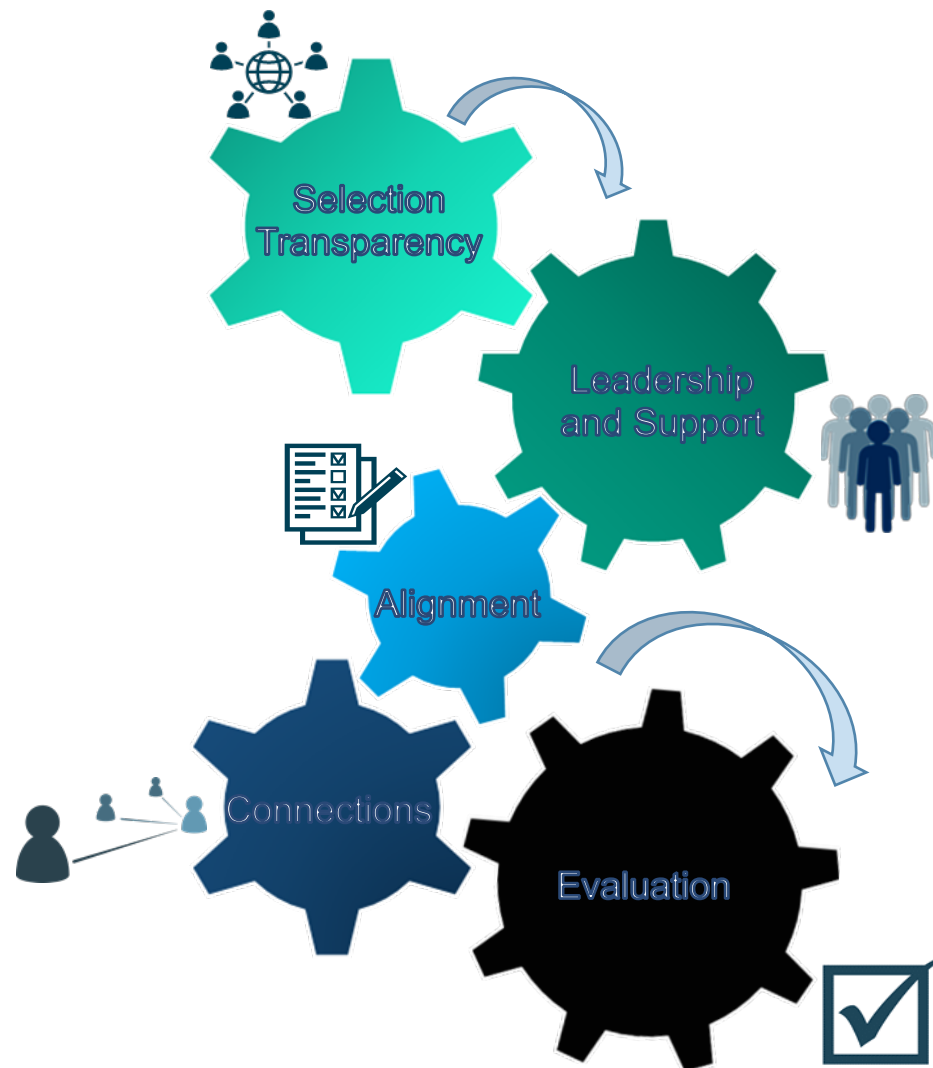 Selection
Transparency
Leadership
and Support
Alignment
Connections
Evaluation